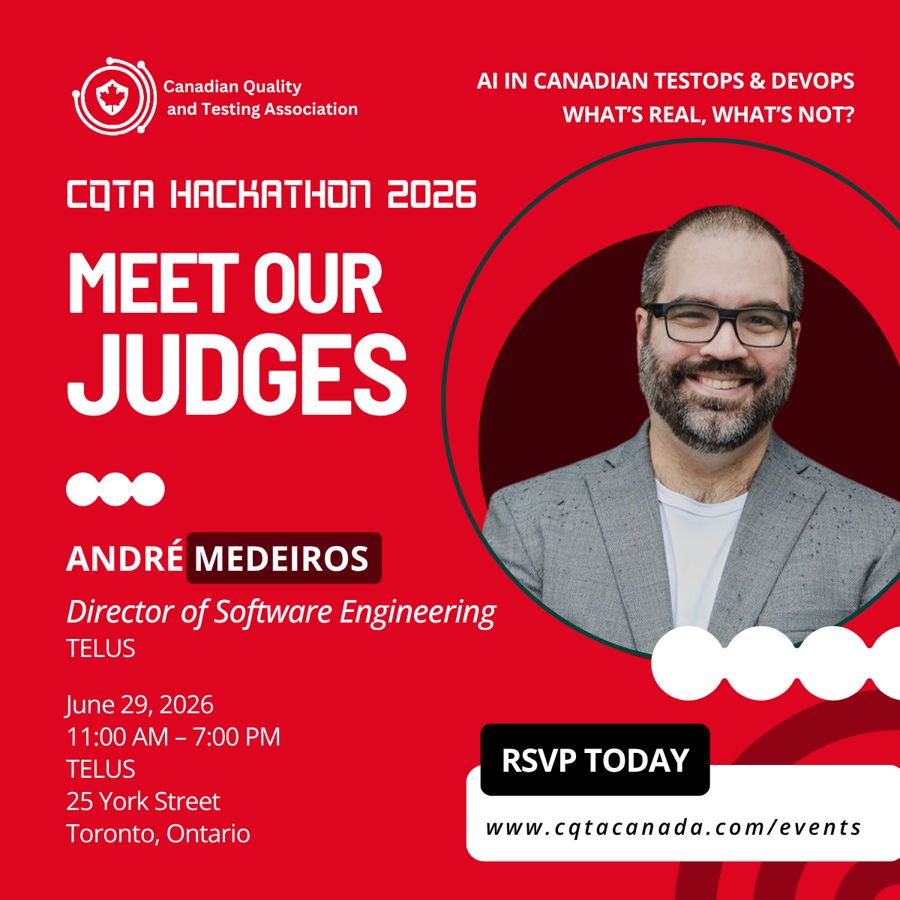 Canadian Quality
and Testing Association
AI IN CANADIAN TESTOPS & DEVOPS
WHAT'S REAL, WHAT'S NOT?
CQTA HACKATHON 2026
MEET OUR
JUDGES
ANDRÉ MEDEIROS
Director of Software Engineering
TELUS
June 29, 2026
11:00 AM – 7:00 PM
TELUS
25 York Street
Toronto, Ontario
RSVP TODAY
www.cqtacanada.com/events